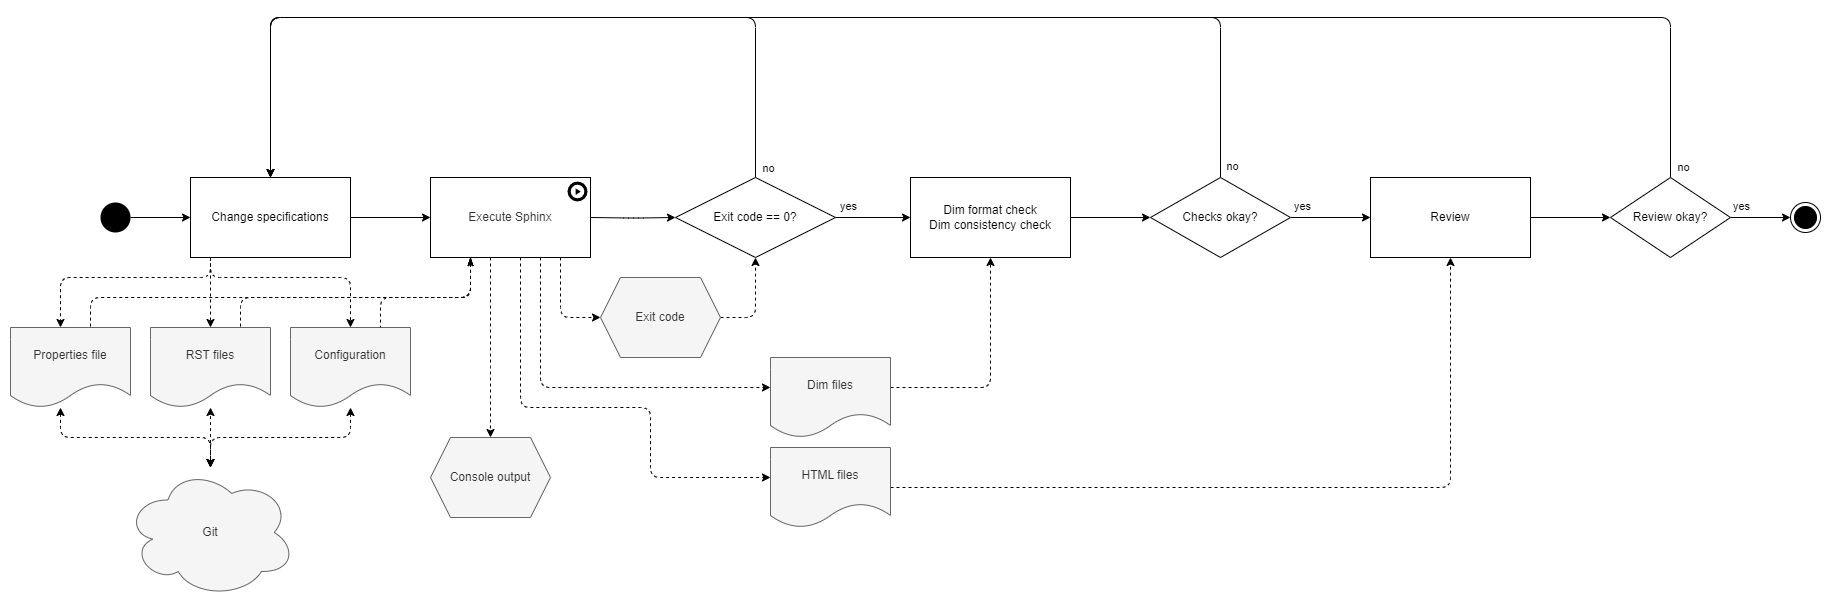 no
no
no
Change specifications
Execute Sphinx
Exit code == 0?
yes
Dim format check
Dim consistency check
Checks okay?
yes
Review
Review okay?
yes
Properties file
RST files
Configuration
Exit code
Dim files
Console output
HTML files
Git